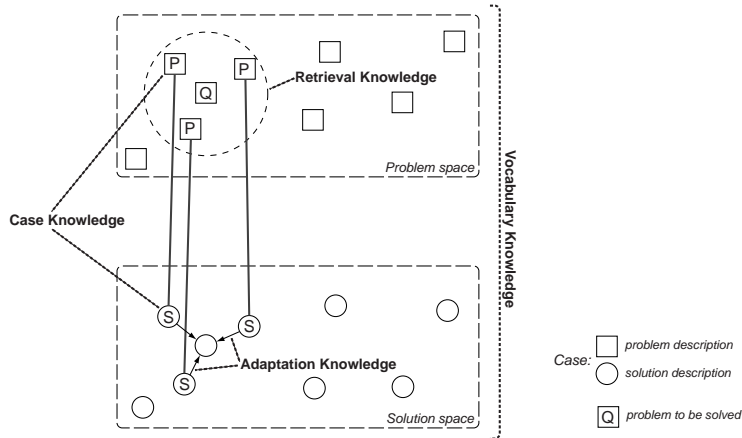 P
P
Q
Retrieval Knowledge
P
Problem space
Vocabulary Knowledge
Case Knowledge
S
S
Adaptation Knowledge
S
Solution space
Case:
problem description
solution description
Q problem to be solved